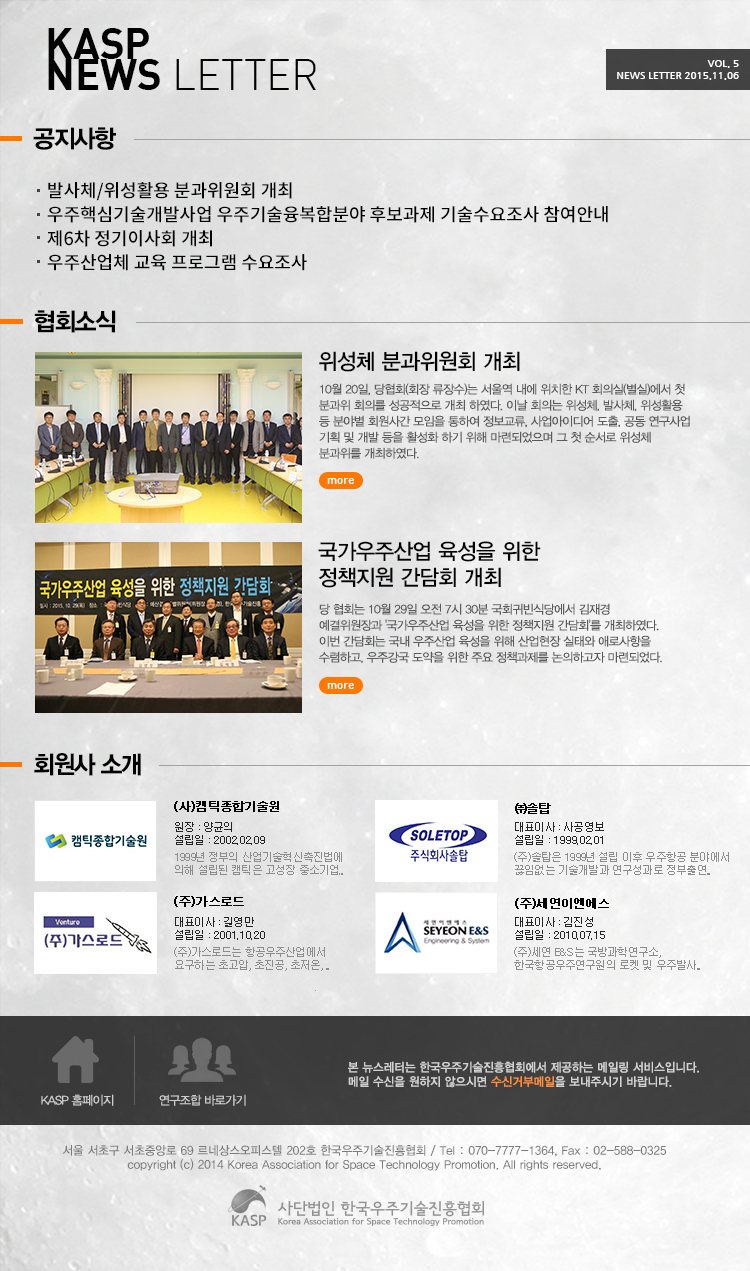 KASP
NEWS LETTER
VOL. 5
NEWS LETTER 2015.11.06
공지사항
· 발사체/위성활용 분과위원회 개최
· 우주핵심기술개발사업 우주기술융복합분야 후보과제 기술수요조사 참여안내
· 제6차 정기이사회 개최
· 우주산업체 교육 프로그램 수요조사
협회소식
위성체 분과위원회 개최
10월 20일, 당협회(회장 류장수)는 서울역 내에 위치한 KT 회의실(별실)에서 첫
분과위 회의를 성공적으로 개최 하였다. 이날 회의는 위성체, 발사체, 위성활용
등 분야별 회원사간 모임을 통하여 정보교류, 사업아이디어 도출, 공동 연구사업
기획 및 개발 등을 활성화 하기 위해 마련되었으며 그 첫 순서로 위성체
분과위를 개최하였다.
more
국가우주산업 육성을 위한 정책지원 간담회
일시 : 2015. 10. 29(목)
국가우주산업 육성을 위한
정책지원 간담회 개최
당 협회는 10월 29일 오전 7시 30분 국회귀빈식당에서 김재경
예결위원장과 '국가우주산업 육성을 위한 정책지원 간담회'를 개최하였다.
이번 간담회는 국내 우주산업 육성을 위해 산업현장 실태와 애로사항을
수렴하고, 우주강국 도약을 위한 주요 정책과제를 논의하고자 마련되었다.
more
회원사 소개
캠틱종합기술원
(사)캠틱종합기술원
원장 : 양균의
설립일 : 2002.02.09
1999년 정부의 산업기술혁신촉진법에
의해 설립된 캠틱은 고성장 중소기업..
SOLETOP
주식회사솔탑
㈜솔탑
대표이사 : 사공영보
설립일 : 1999.02.01
(주)솔탑은 1999년 설립 이후 우주항공 분야에서
끊임없는 기술개발과 연구성과로 정부출연..
Venture
(주)가스로드
(주)가스로드
대표이사 : 길영만
설립일 : 2001.10.20
(주)가스로드는 항공우주산업에서
요구하는 초고압, 초진공, 초저온,..
세연이엔에스
SEYEON E&S
Engineering & System
(주)세연이엔에스
대표이사 : 김진성
설립일 : 2010.07.15
(주)세연 E&S는 국방과학연구소,
한국항공우주연구원의 로켓 및 우주발사..
KASP 홈페이지
연구조합 바로가기
본 뉴스레터는 한국우주기술진흥협회에서 제공하는 메일링 서비스입니다.
메일 수신을 원하지 않으시면 수신거부메일을 보내주시기 바랍니다.
서울 서초구 서초중앙로 69 르네상스오피스텔 202호 한국우주기술진흥협회 / Tel : 070-7777-1364, Fax : 02-588-0325
copyright (c) 2014 Korea Association for Space Technology Promotion. All rights reserved.
KASP
사단법인 한국우주기술진흥협회
Korea Association for Space Technology Promotion